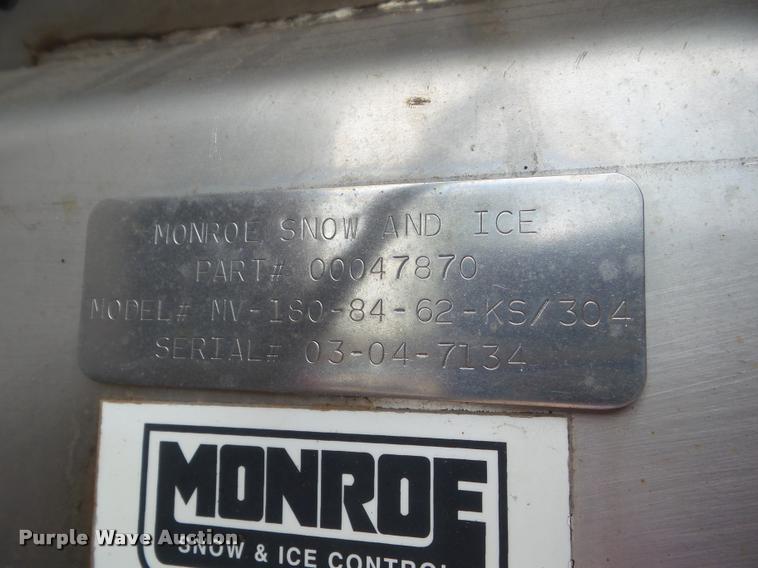 MONROE SNOW AND ICE
PART# 00047870
MODEL# MV-180-84-62-KS/304
SERIAL# 03-04-7134
MONROE
SNOW & ICE CONTROL
Purple Wave Auction.